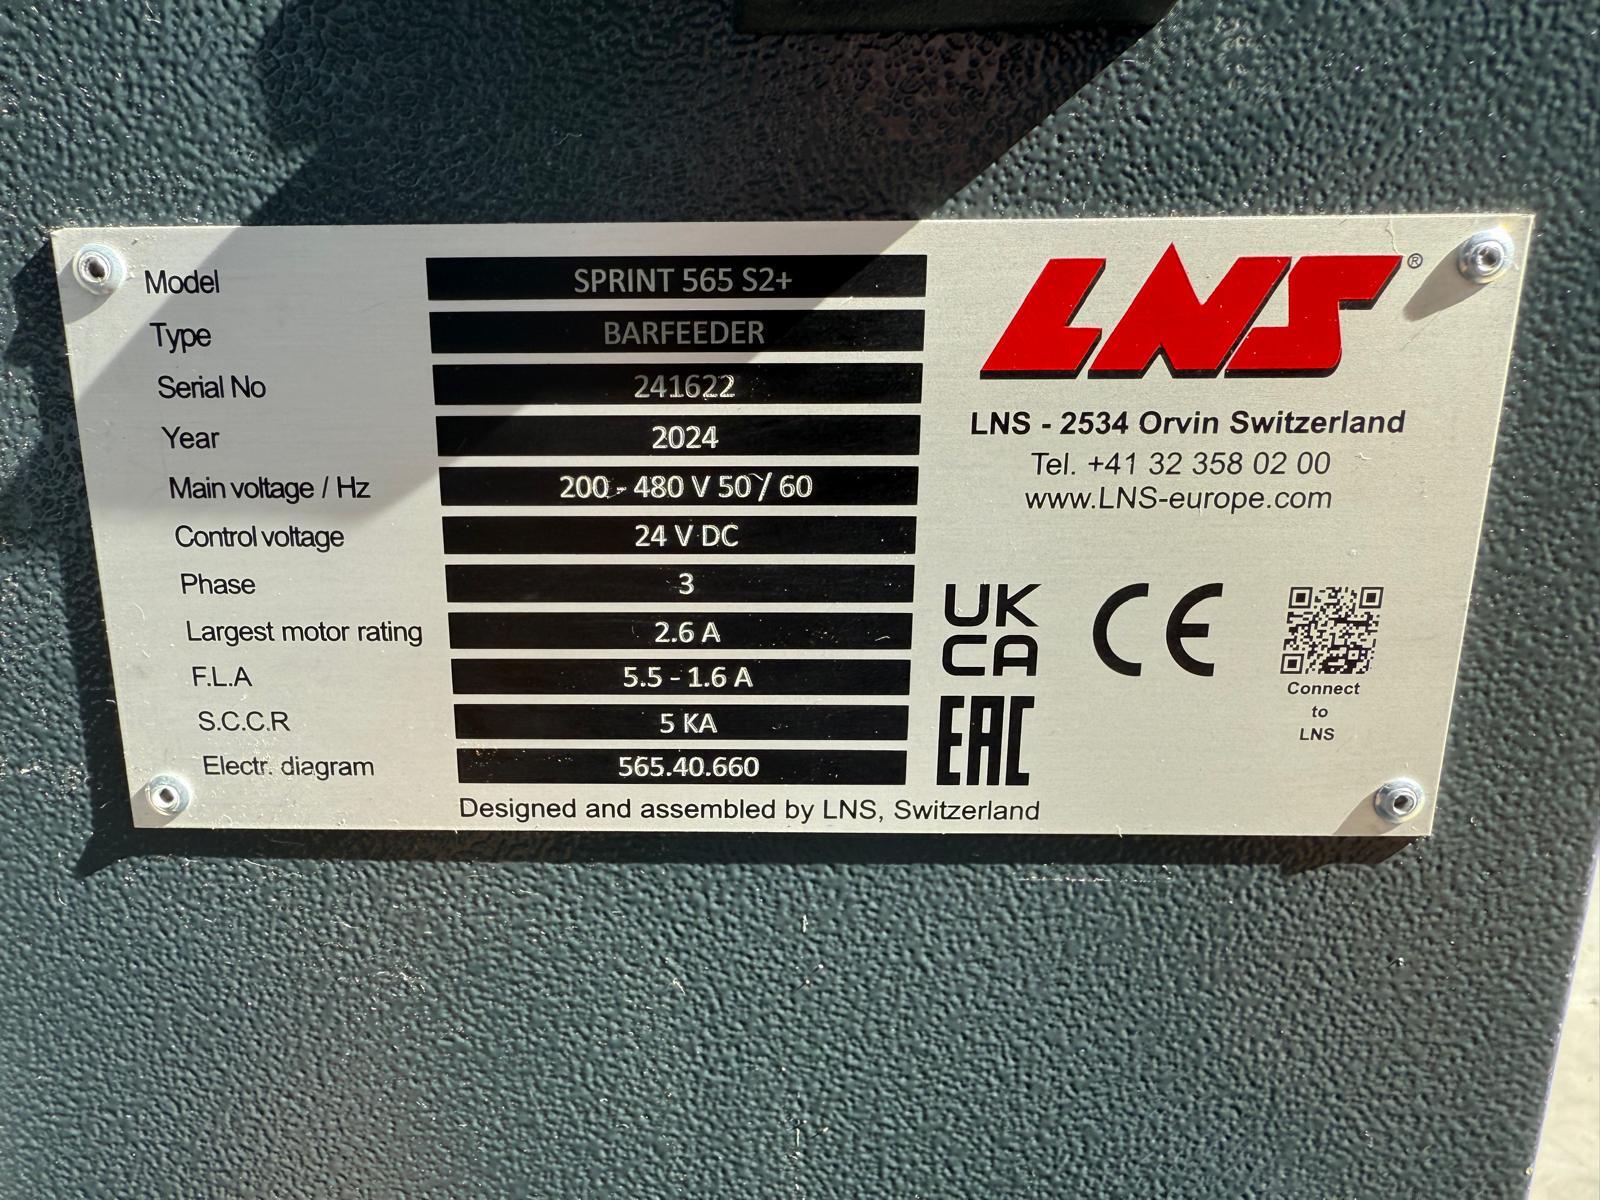 Model SPRINT 565 S2+
Type BARFEEDER
Serial No 241622
Year 2024
Main voltage / Hz 200 - 480 V 50 / 60
Control voltage 24 V DC
Phase 3
Largest motor rating 2.6 A
F.L.A 5.5 - 1.6 A
S.C.C.R 5 KA
Electr. diagram 565.40.660
Designed and assembled by LNS, Switzerland
LNS®
LNS - 2534 Orvin Switzerland
Tel. +41 32 358 02 00
www.LNS-europe.com
UK
CA
CE
EAC
Connect
to
LNS